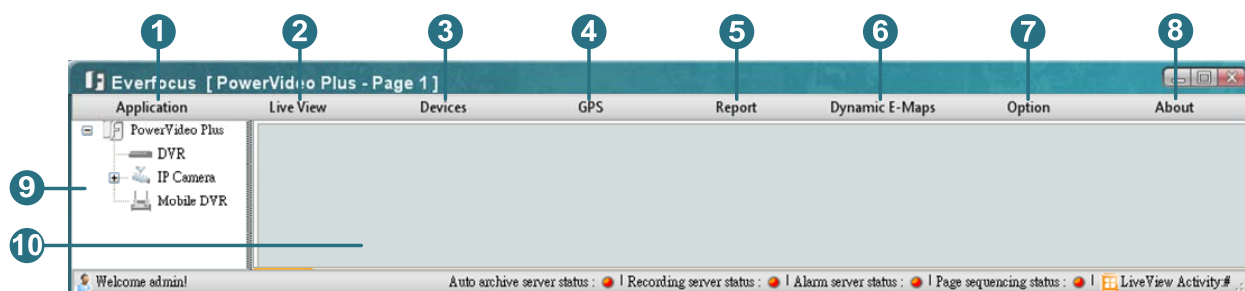 1 2 3 4 5 6 7 8
Everfocus [ PowerVideo Plus - Page 1 ]
Application Live View Devices GPS Report Dynamic E-Maps Option About
PowerVideo Plus
DVR
9 IP Camera
Mobile DVR
10
Welcome admin! Auto archive server status : | Recording server status : | Alarm server status : | Page sequencing status : | LiveView Activity:#